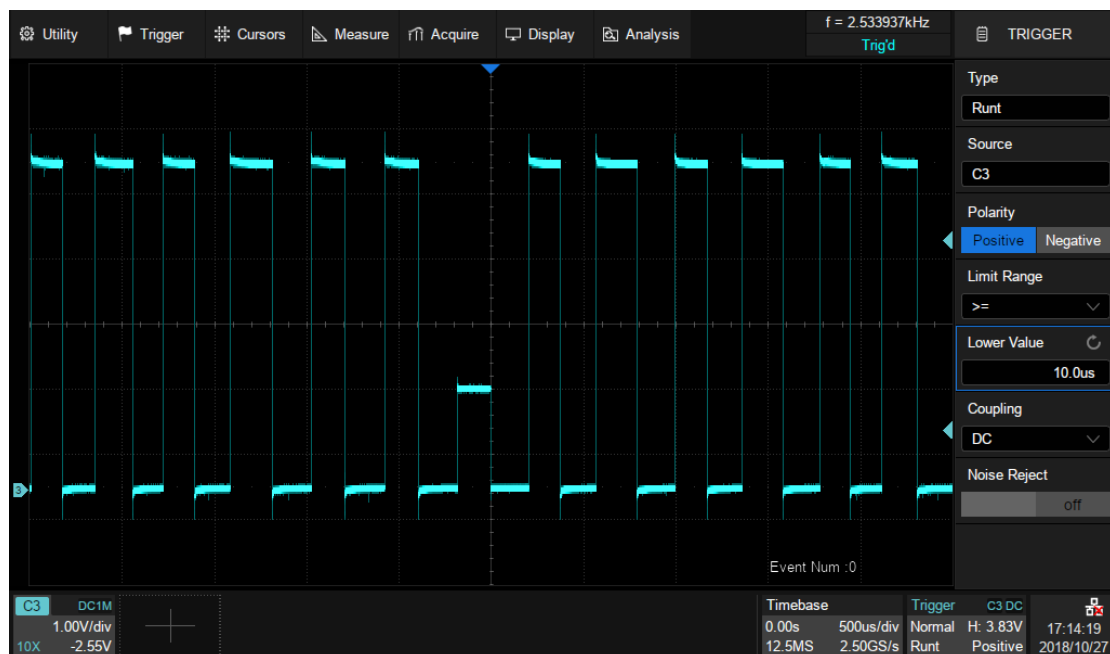 Utility Trigger Cursors Measure Acquire Display Analysis
f = 2.533937kHz
Trig'd
TRIGGER
Type
Runt
Source
C3
Polarity
Positive Negative
Limit Range
>=
Lower Value
10.0us
Coupling
DC
Noise Reject
off
3
Event Num :0
C3 DC1M
1.00V/div
10X -2.55V
Timebase
0.00s 500us/div
12.5MS 2.50GS/s
Trigger C3 DC
Normal H: 3.83V
Runt Positive
17:14:19
2018/10/27